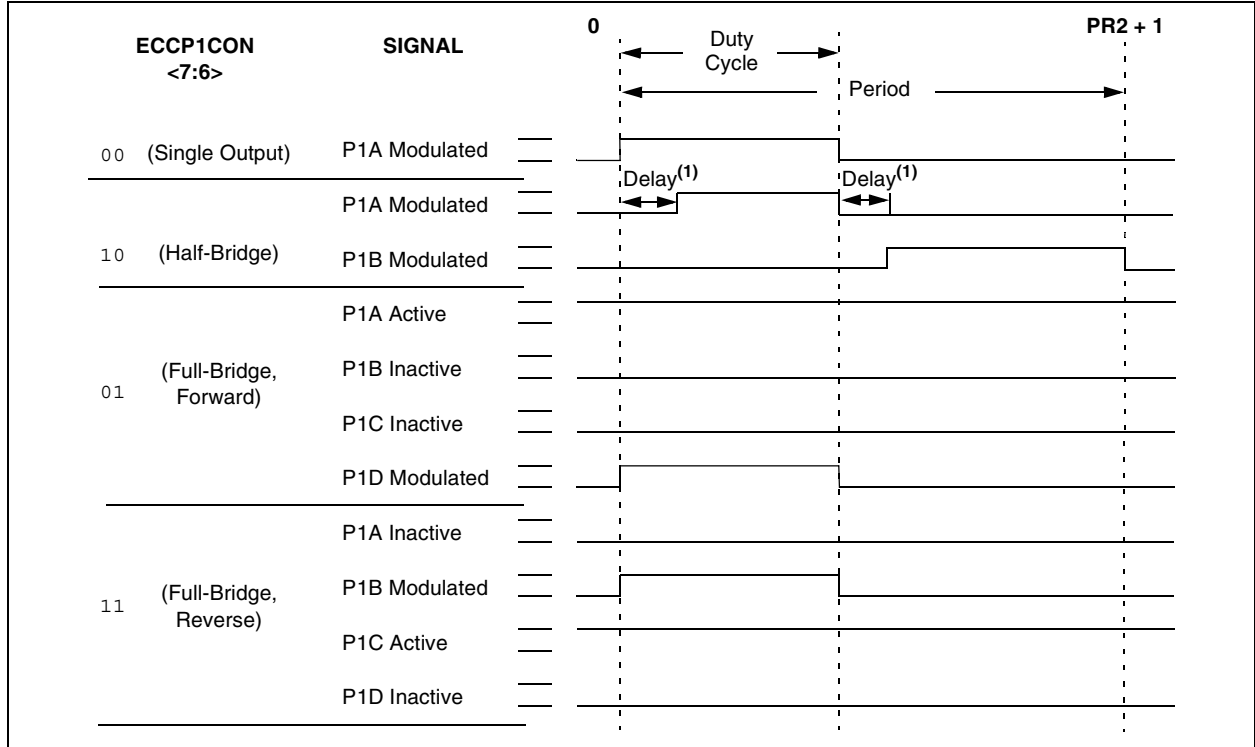 ECCP1CON
<7:6>
SIGNAL
0
PR2 + 1
Duty
Cycle
Period
00 (Single Output) P1A Modulated
Delay(1) Delay(1)
P1A Modulated
10 (Half-Bridge)
P1B Modulated
P1A Active
01 (Full-Bridge,
Forward)
P1B Inactive
P1C Inactive
P1D Modulated
P1A Inactive
11 (Full-Bridge,
Reverse)
P1B Modulated
P1C Active
P1D Inactive